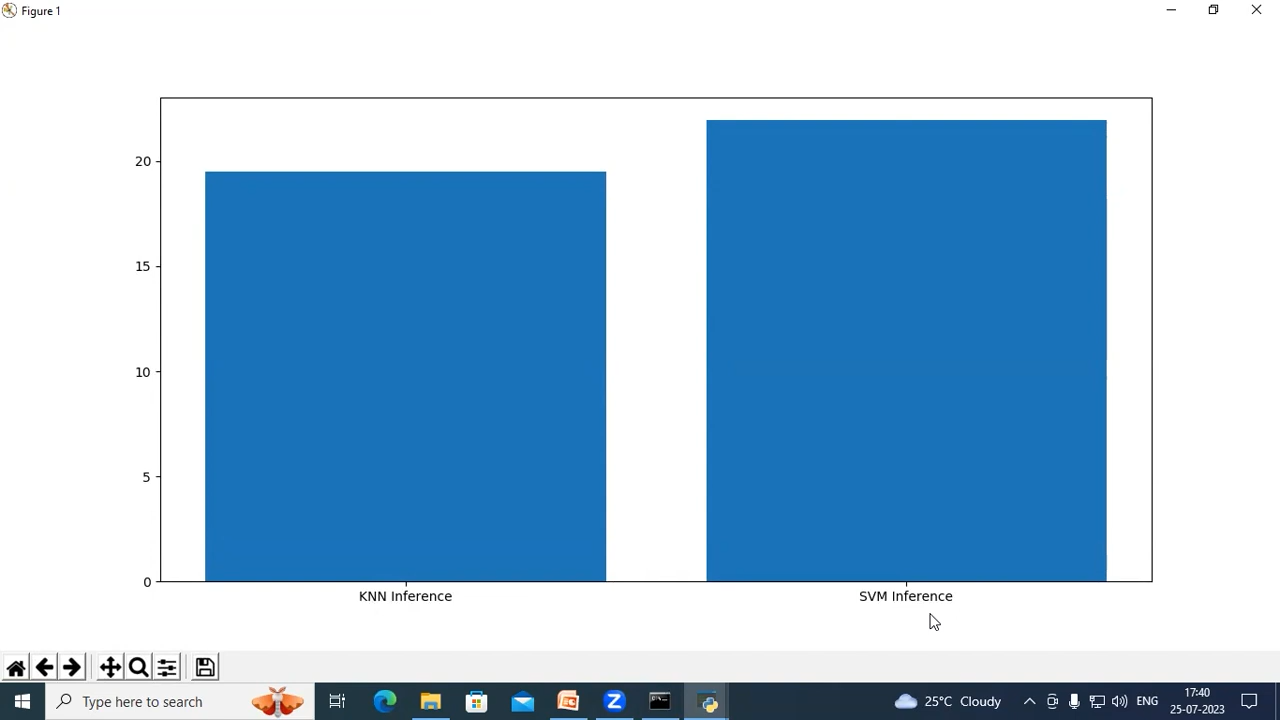 Figure 1
20
15
10
5
0
KNN Inference
SVM Inference
Type here to search
25°C Cloudy
ENG
17:40
25-07-2023